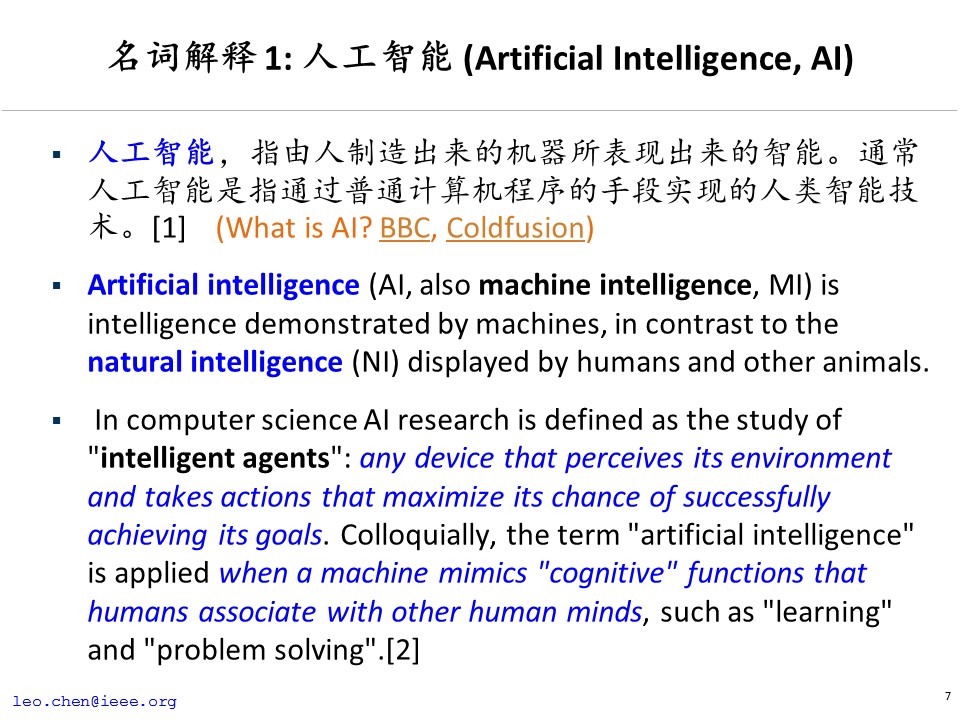 名词解释 1: 人工智能 (Artificial Intelligence, AI)
▪ 人工智能，指由人制造出来的机器所表现出来的智能。通常
人工智能是指通过普通计算机程序的手段实现的人类智能技
术。[1] (What is AI? BBC, Coldfusion)
▪ Artificial intelligence (AI, also machine intelligence, MI) is
intelligence demonstrated by machines, in contrast to the
natural intelligence (NI) displayed by humans and other animals.
▪ In computer science AI research is defined as the study of
"intelligent agents": any device that perceives its environment
and takes actions that maximize its chance of successfully
achieving its goals. Colloquially, the term "artificial intelligence"
is applied when a machine mimics "cognitive" functions that
humans associate with other human minds, such as "learning"
and "problem solving".[2]
leo.chen@ieee.org
7